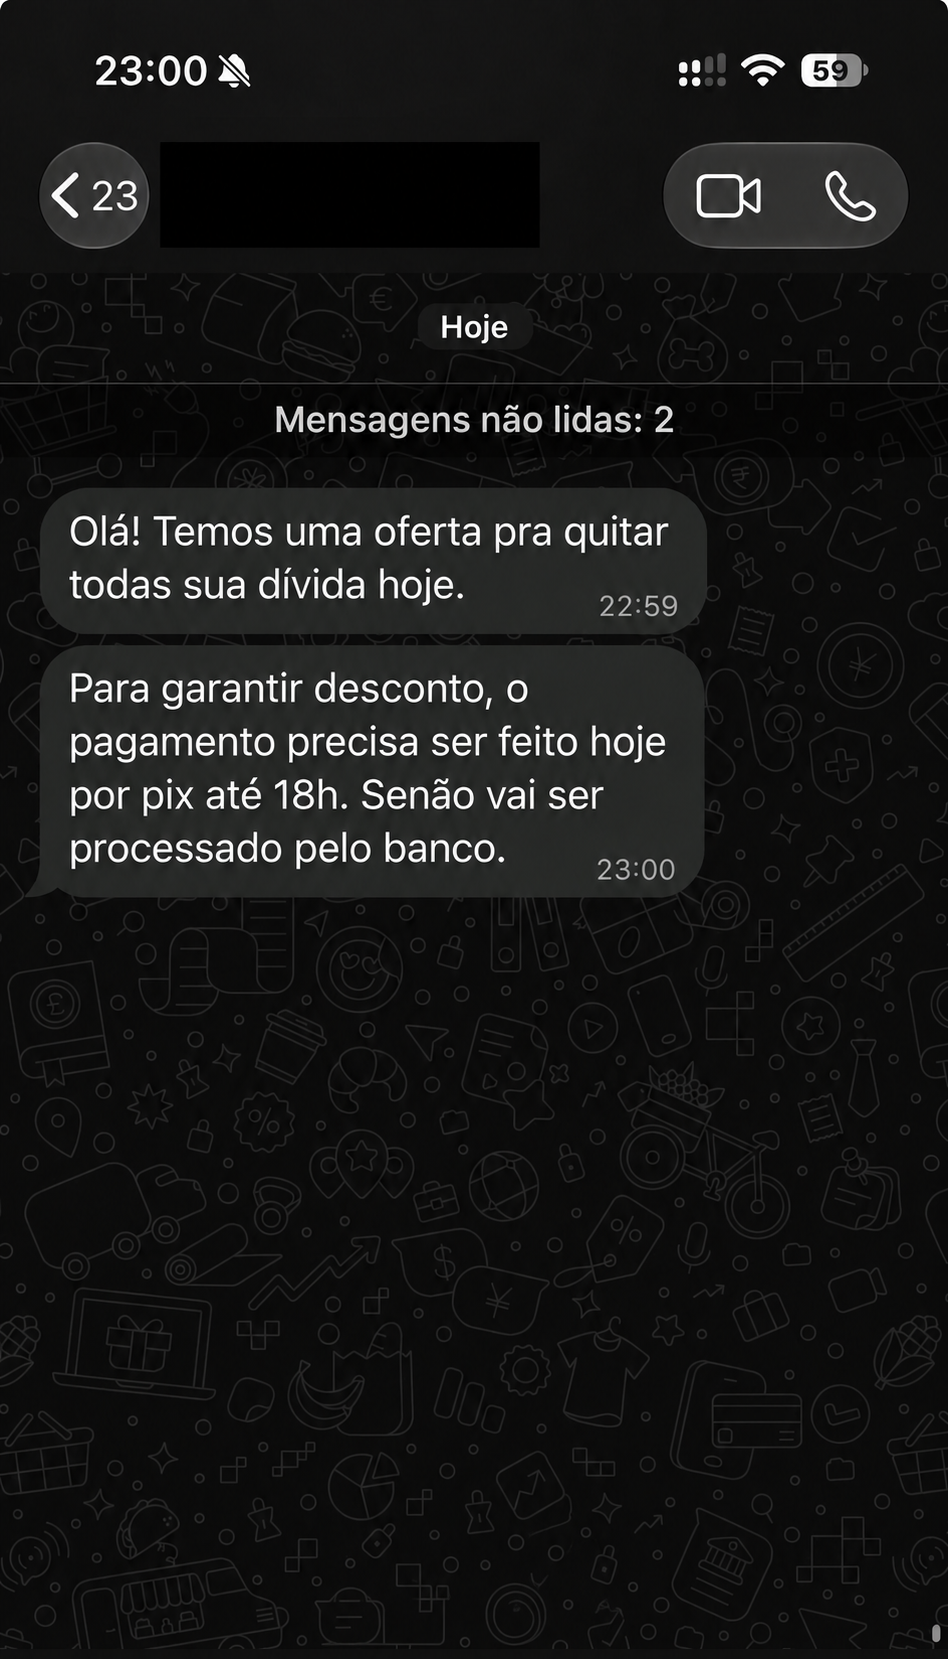 23:00
59
23
Hoje
Mensagens não lidas: 2
Olá! Temos uma oferta pra quitar
todas sua dívida hoje.
22:59
Para garantir desconto, o
pagamento precisa ser feito hoje
por pix até 18h. Senão vai ser
processado pelo banco.
23:00